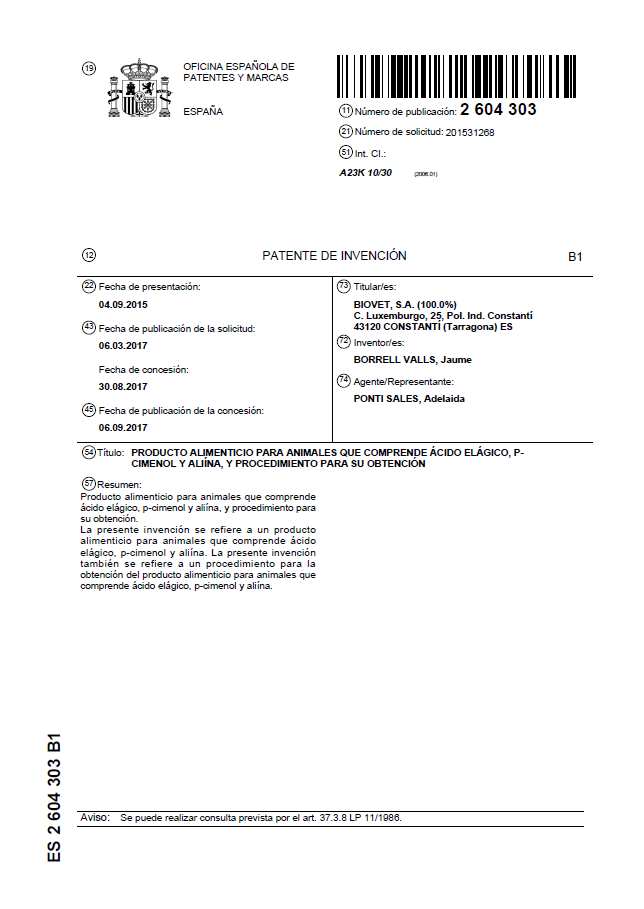 19
OFICINA ESPAÑOLA DE
PATENTES Y MARCAS
ESPAÑA
11 Número de publicación: 2 604 303
21 Número de solicitud: 201531268
51 Int. Cl.:
A23K 10/30 (2006.01)
12
PATENTE DE INVENCIÓN
B1
22 Fecha de presentación:
04.09.2015
43 Fecha de publicación de la solicitud:
06.03.2017
Fecha de concesión:
30.08.2017
45 Fecha de publicación de la concesión:
06.09.2017
73 Titular/es:
BIOVET, S.A. (100.0%)
C. Luxemburgo, 25, Pol. Ind. Constantí
43120 CONSTANTÍ (Tarragona) ES
72 Inventor/es:
BORRELL VALLS, Jaume
74 Agente/Representante:
PONTI SALES, Adelaida
54 Título: PRODUCTO ALIMENTICIO PARA ANIMALES QUE COMPRENDE ÁCIDO ELÁGICO, P-
CIMENOL Y ALIÍNA, Y PROCEDIMIENTO PARA SU OBTENCIÓN
57 Resumen:
Producto alimenticio para animales que comprende
ácido elágico, p-cimenol y aliína, y procedimiento para
su obtención.
La presente invención se refiere a un producto
alimenticio para animales que comprende ácido
elágico, p-cimenol y aliína. La presente invención
también se refiere a un procedimiento para la
obtención del producto alimenticio para animales que
comprende ácido elágico, p-cimenol y aliína.
Aviso: Se puede realizar consulta prevista por el art. 37.3.8 LP 11/1986.
ES 2 604 303 B1